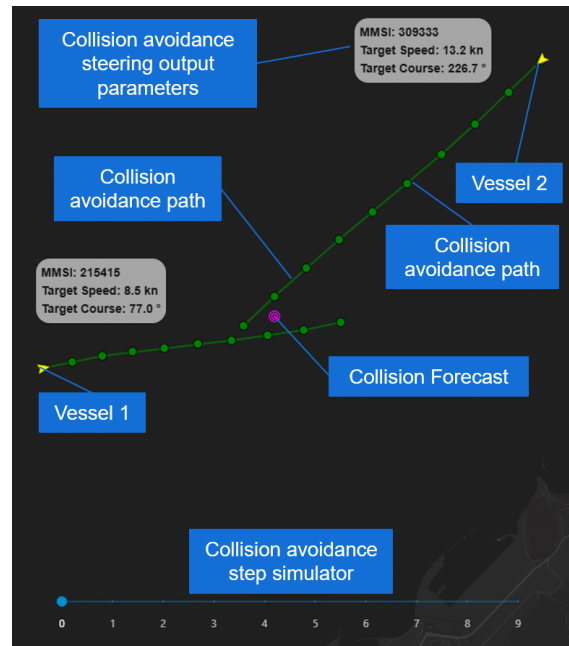 Collision avoidance
steering output
parameters
MMSI: 309333
Target Speed: 13.2 kn
Target Course: 226.7 °
Collision
avoidance path
Vessel 2
Collision
avoidance path
MMSI: 215415
Target Speed: 8.5 kn
Target Course: 77.0 °
Collision Forecast
Vessel 1
Collision avoidance
step simulator
0 1 2 3 4 5 6 7 8 9